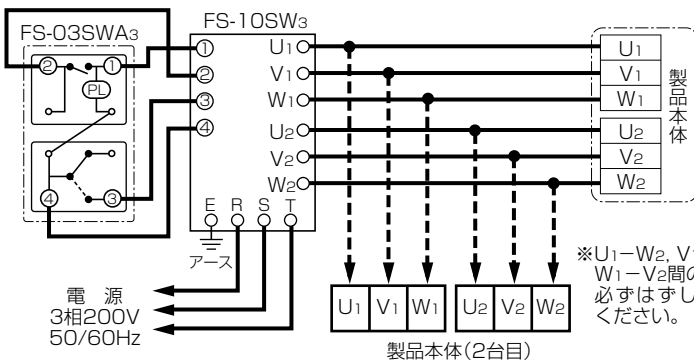 FS-10SW3
FS-03SWA3
② ①
PL
④ ③
①
②
③
④
U1
V1
W1
U2
V2
W2
E R S T
アース
電 源
3相200V
50/60Hz
U1
V1
W1
U2
V2
W2
製品本体
U1 V1 W1
U2 V2 W2
製品本体(2台目)
※U1−W2, V1
W1−V2間の
必ずはずし
ください。